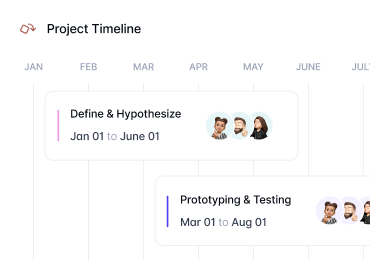 Project Timeline
JAN FEB MAR APR MAY JUNE JULY
Define & Hypothesize
Jan 01 to June 01
Prototyping & Testing
Mar 01 to Aug 01